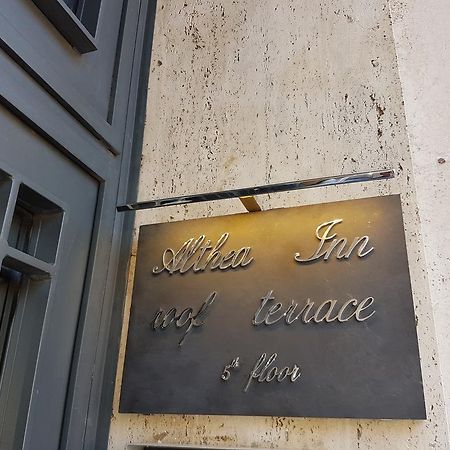 Althea Inn
roof terrace
5th floor